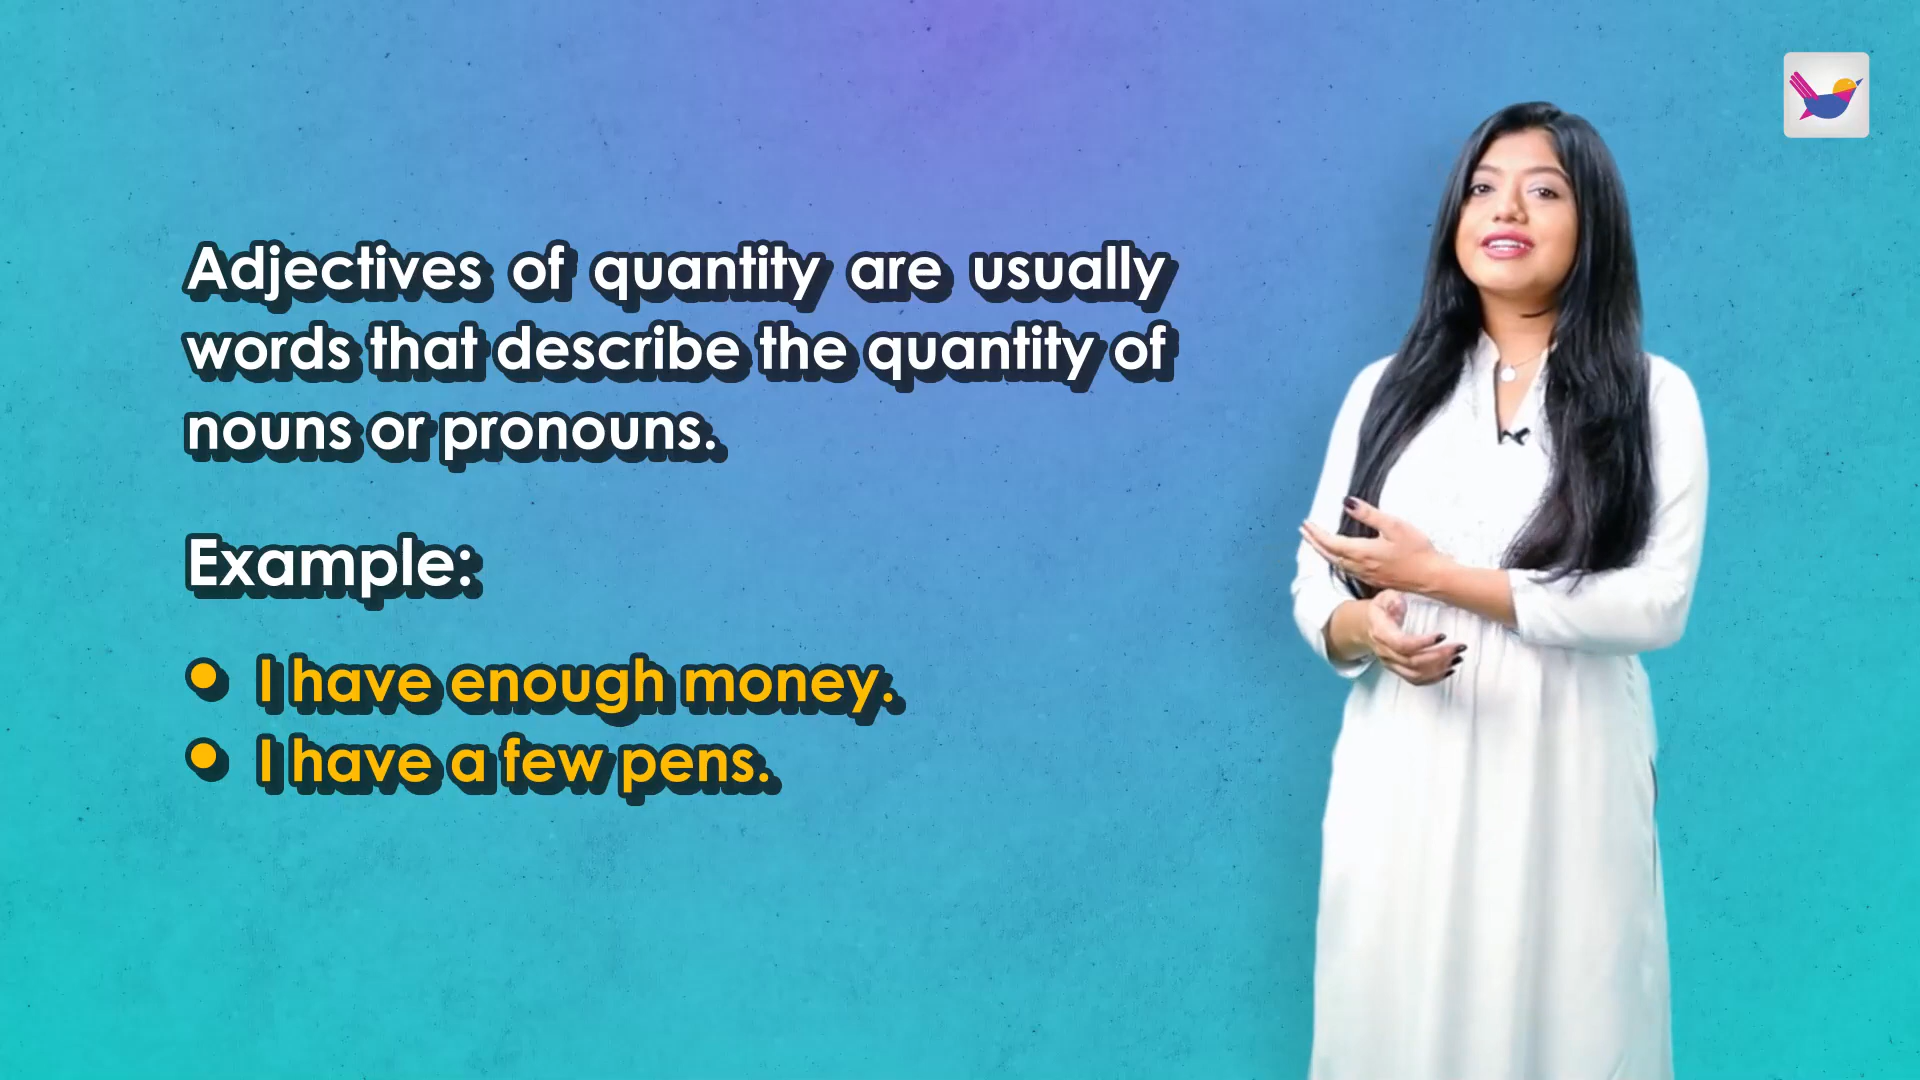 Adjectives of quantity are usually
words that describe the quantity of
nouns or pronouns.
Example:
• I have enough money.
• I have a few pens.